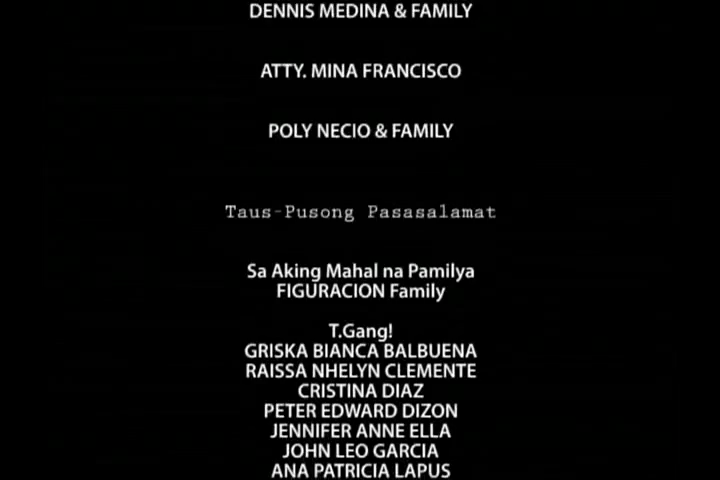 DENNIS MEDINA & FAMILY
ATTY. MINA FRANCISCO
POLY NECIO & FAMILY
Taus-Pusong Pasasalamat
Sa Aking Mahal na Pamilya
FIGURACION Family
T.Gang!
GRISKA BIANCA BALBUENA
RAISSA NHELYN CLEMENTE
CRISTINA DIAZ
PETER EDWARD DIZON
JENNIFER ANNE ELLA
JOHN LEO GARCIA
ANA PATRICIA LAPUS